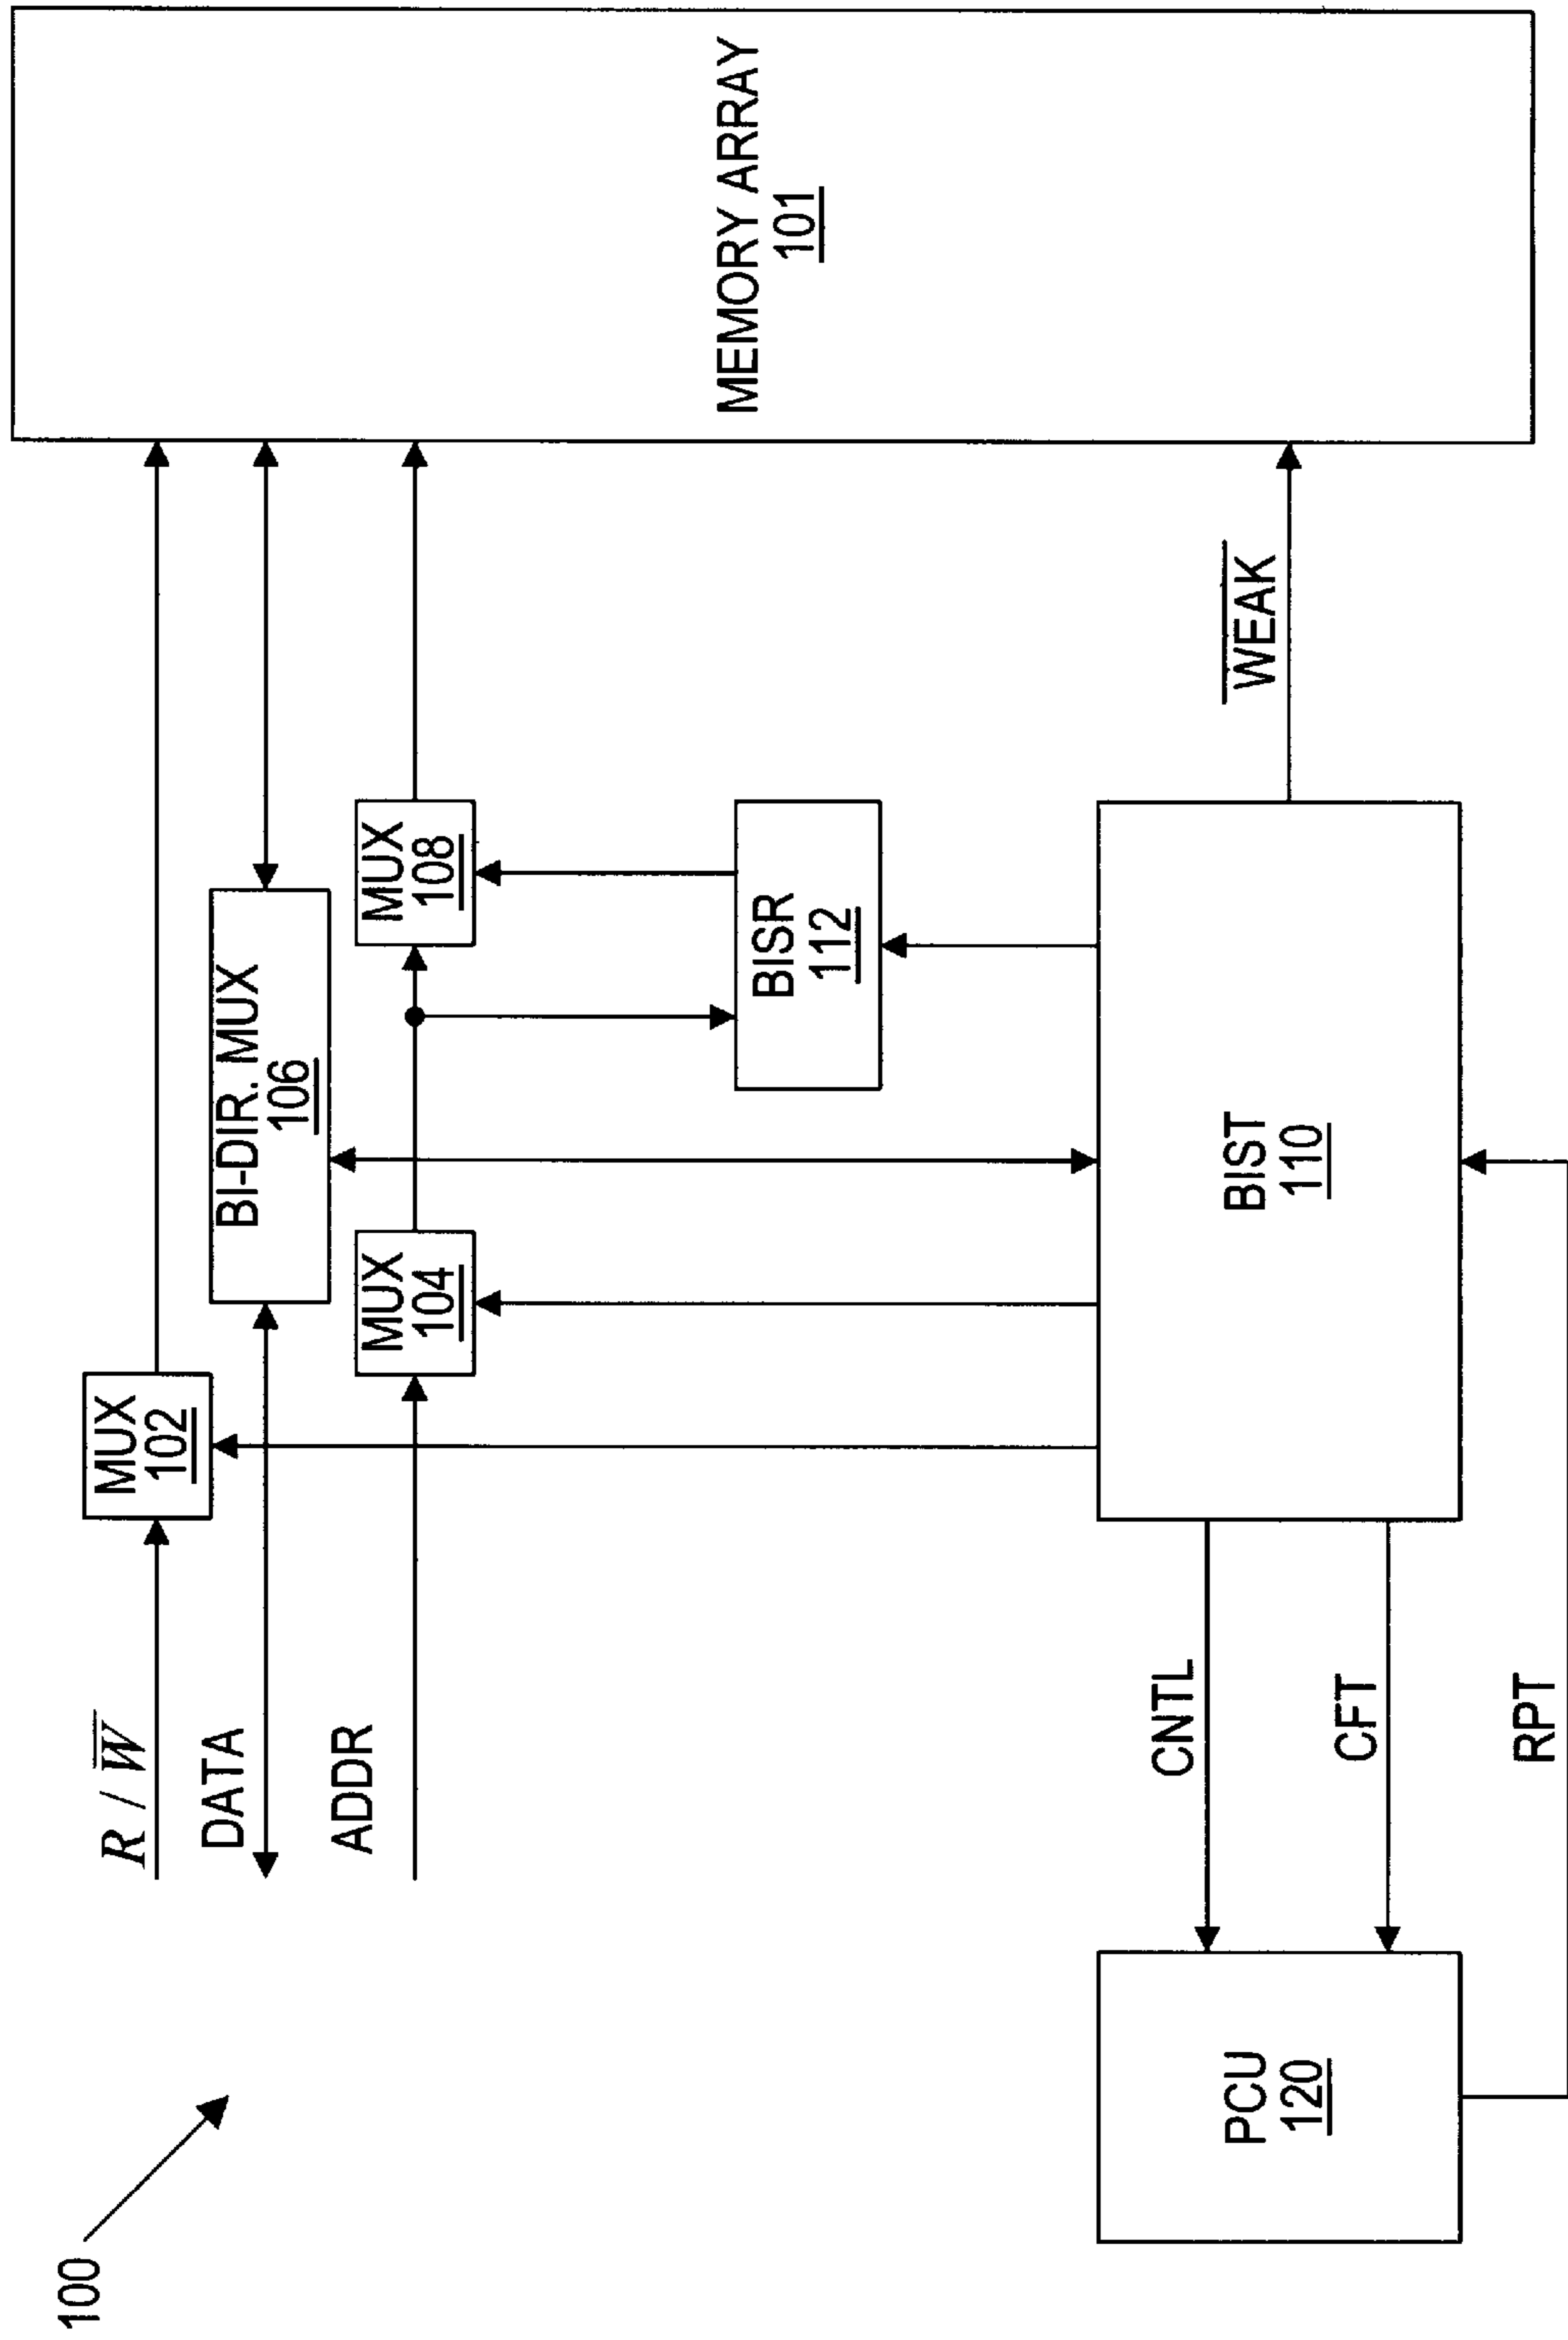 100
R / W̅
DATA
ADDR
MUX
102
BI-DIR. MUX
106
MUX
104
MUX
108
BISR
112
MEMORY ARRAY
101
PCU
120
CNTL
CFT
RPT
BIST
110
W̅E̅A̅K̅